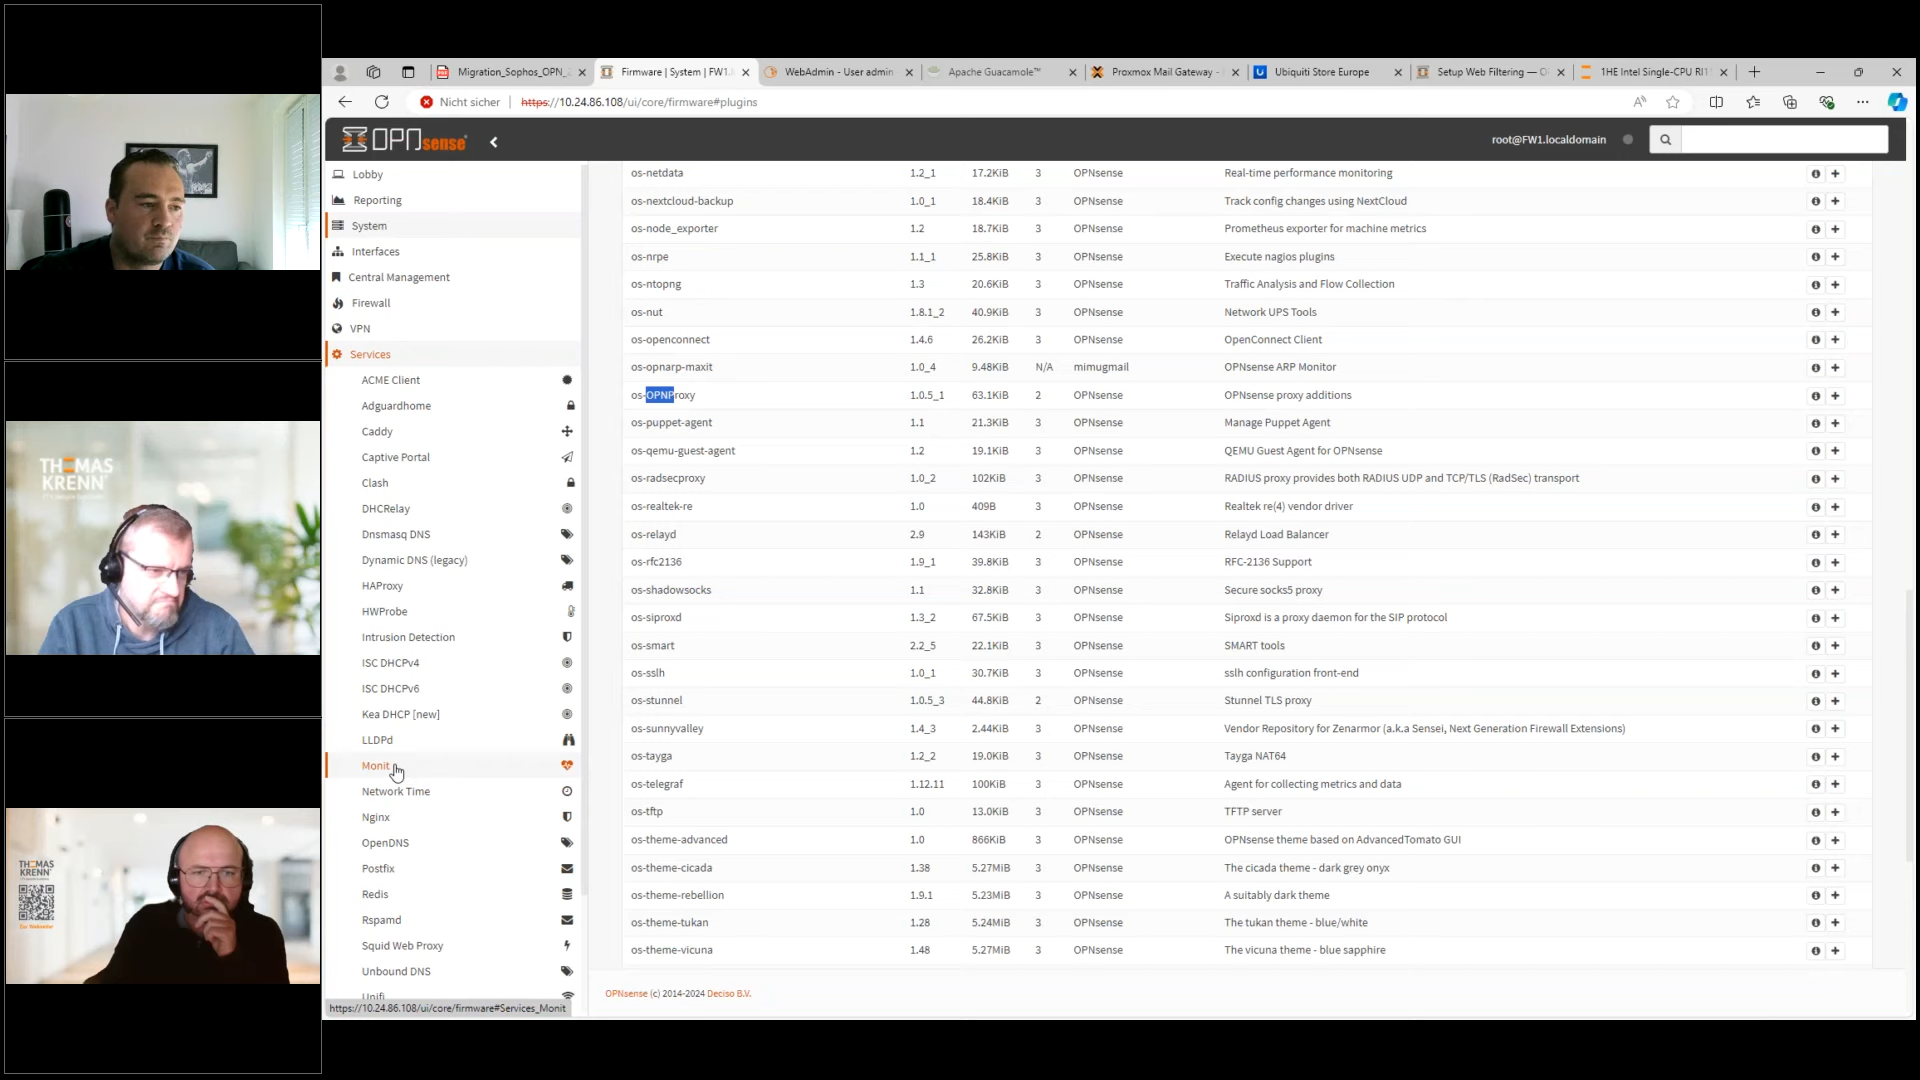 Migration_Sophos_OPN_
Firmware | System | FW1.l
WebAdmin - User admin
Apache Guacamole™
Proxmox Mail Gateway -
Ubiquiti Store Europe
Setup Web Filtering — O
1HE Intel Single-CPU RI1
Nicht sicher
https://10.24.86.108/ui/core/firmware#plugins
OPNsense
root@FW1.localdomain
Lobby
Reporting
System
Interfaces
Central Management
Firewall
VPN
Services
ACME Client
Adguardhome
Caddy
Captive Portal
Clash
DHCRelay
Dnsmasq DNS
Dynamic DNS (legacy)
HAProxy
HWProbe
Intrusion Detection
ISC DHCPv4
ISC DHCPv6
Kea DHCP [new]
LLDPd
Monit
Network Time
Nginx
OpenDNS
Postfix
Redis
Rspamd
Squid Web Proxy
Unbound DNS
Unifi
https://10.24.86.108/ui/core/firmware#Services_Monit
os-netdata 1.2_1 17.2KiB 3 OPNsense Real-time performance monitoring
os-nextcloud-backup 1.0_1 18.4KiB 3 OPNsense Track config changes using NextCloud
os-node_exporter 1.2 18.7KiB 3 OPNsense Prometheus exporter for machine metrics
os-nrpe 1.1_1 25.8KiB 3 OPNsense Execute nagios plugins
os-ntopng 1.3 20.6KiB 3 OPNsense Traffic Analysis and Flow Collection
os-nut 1.8.1_2 40.9KiB 3 OPNsense Network UPS Tools
os-openconnect 1.4.6 26.2KiB 3 OPNsense OpenConnect Client
os-opnarp-maxit 1.0_4 9.48KiB N/A mimugmail OPNsense ARP Monitor
os-OPNProxy 1.0.5_1 63.1KiB 2 OPNsense OPNsense proxy additions
os-puppet-agent 1.1 21.3KiB 3 OPNsense Manage Puppet Agent
os-qemu-guest-agent 1.2 19.1KiB 3 OPNsense QEMU Guest Agent for OPNsense
os-radsecproxy 1.0_2 102KiB 3 OPNsense RADIUS proxy provides both RADIUS UDP and TCP/TLS (RadSec) transport
os-realtek-re 1.0 409B 3 OPNsense Realtek re(4) vendor driver
os-relayd 2.9 143KiB 2 OPNsense Relayd Load Balancer
os-rfc2136 1.9_1 39.8KiB 3 OPNsense RFC-2136 Support
os-shadowsocks 1.1 32.8KiB 3 OPNsense Secure socks5 proxy
os-siproxd 1.3_2 67.5KiB 3 OPNsense Siproxd is a proxy daemon for the SIP protocol
os-smart 2.2_5 22.1KiB 3 OPNsense SMART tools
os-sslh 1.0_1 30.7KiB 3 OPNsense sslh configuration front-end
os-stunnel 1.0.5_3 44.8KiB 2 OPNsense Stunnel TLS proxy
os-sunnyvalley 1.4_3 2.44KiB 3 OPNsense Vendor Repository for Zenarmor (a.k.a Sensei, Next Generation Firewall Extensions)
os-tayga 1.2_2 19.0KiB 3 OPNsense Tayga NAT64
os-telegraf 1.12.11 100KiB 3 OPNsense Agent for collecting metrics and data
os-tftp 1.0 13.0KiB 3 OPNsense TFTP server
os-theme-advanced 1.0 866KiB 3 OPNsense OPNsense theme based on AdvancedTomato GUI
os-theme-cicada 1.38 5.27MiB 3 OPNsense The cicada theme - dark grey onyx
os-theme-rebellion 1.9.1 5.23MiB 3 OPNsense A suitably dark theme
os-theme-tukan 1.28 5.24MiB 3 OPNsense The tukan theme - blue/white
os-theme-vicuna 1.48 5.27MiB 3 OPNsense The vicuna theme - blue sapphire
OPNsense (c) 2014-2024 Deciso B.V.
THOMAS
KRENN
THOMAS
KRENN
Zur Webseite